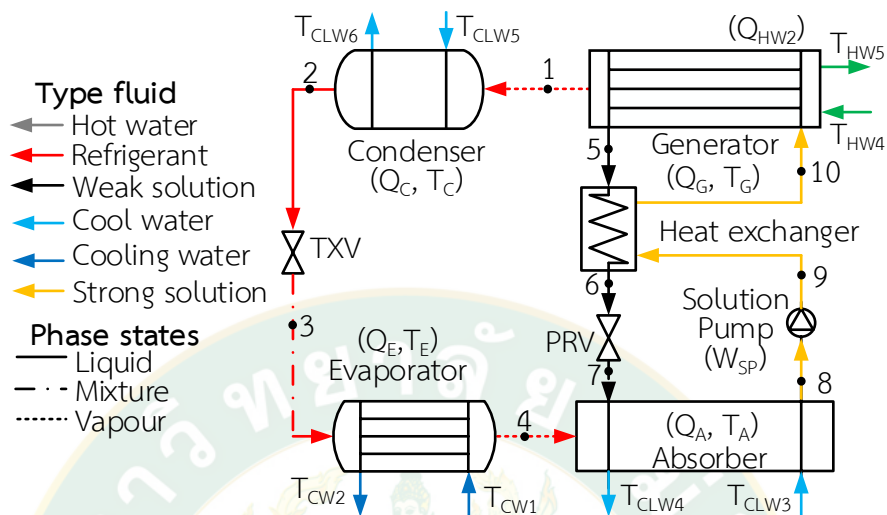 T_CLW6
T_CLW5
(Q_HW2)
T_HW5
T_HW4
2
1
Type fluid
Hot water
Refrigerant
Weak solution
Cool water
Cooling water
Strong solution
Phase states
Liquid
Mixture
Vapour
Condenser
(Q_C, T_C)
Generator
(Q_G, T_G)
5
10
TXV
Heat exchanger
6
9
3
PRV
Solution
Pump
(W_SP)
(Q_E,T_E)
Evaporator
7
8
4
(Q_A, T_A)
Absorber
T_CW2
T_CW1
T_CLW4
T_CLW3